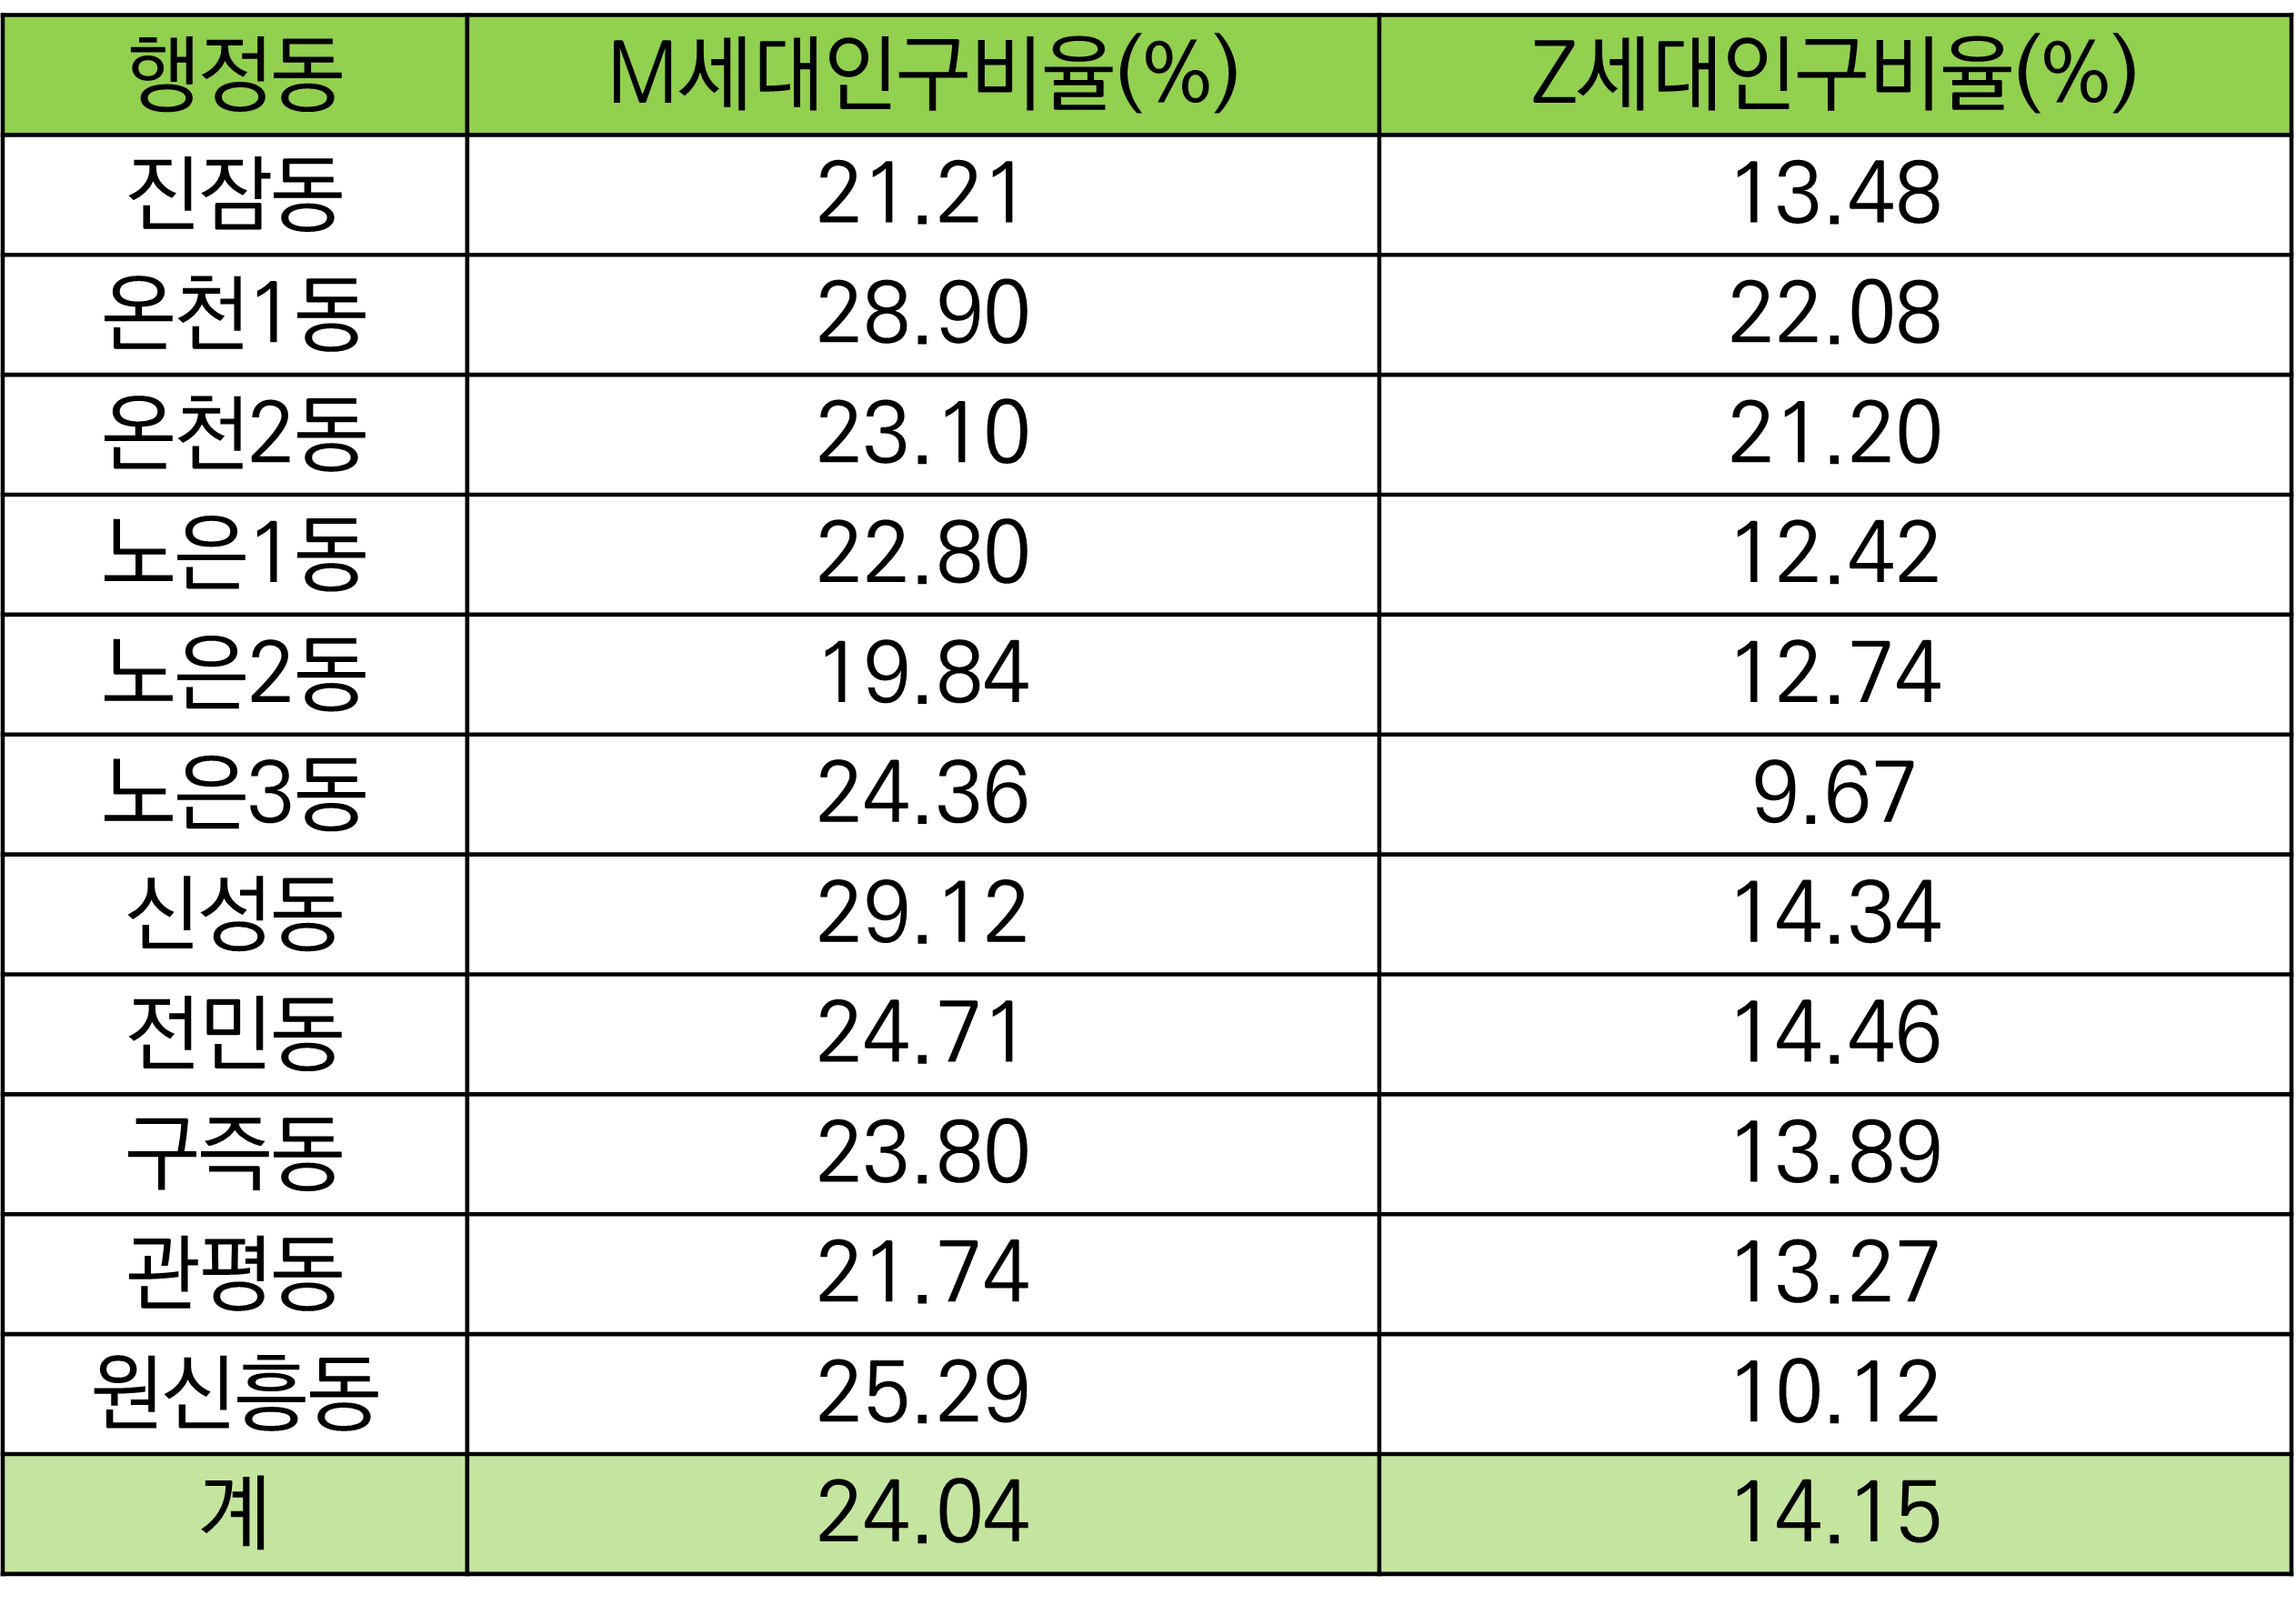 행정동 M세대인구비율(%) Z세대인구비율(%)
진잠동 21.21 13.48
온천1동 28.90 22.08
온천2동 23.10 21.20
노은1동 22.80 12.42
노은2동 19.84 12.74
노은3동 24.36 9.67
신성동 29.12 14.34
전민동 24.71 14.46
구즉동 23.80 13.89
관평동 21.74 13.27
원신흥동 25.29 10.12
계 24.04 14.15